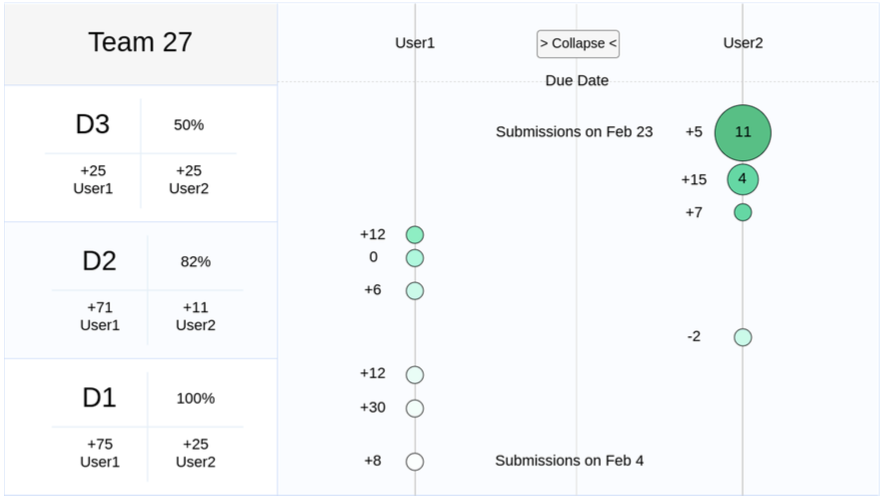 Team 27
User1
> Collapse <
User2
Due Date
D3
50%
+25
User1
+25
User2
Submissions on Feb 23
+5
11
+15
4
+7
D2
82%
+71
User1
+11
User2
+12
0
+6
-2
D1
100%
+75
User1
+25
User2
+12
+30
+8
Submissions on Feb 4